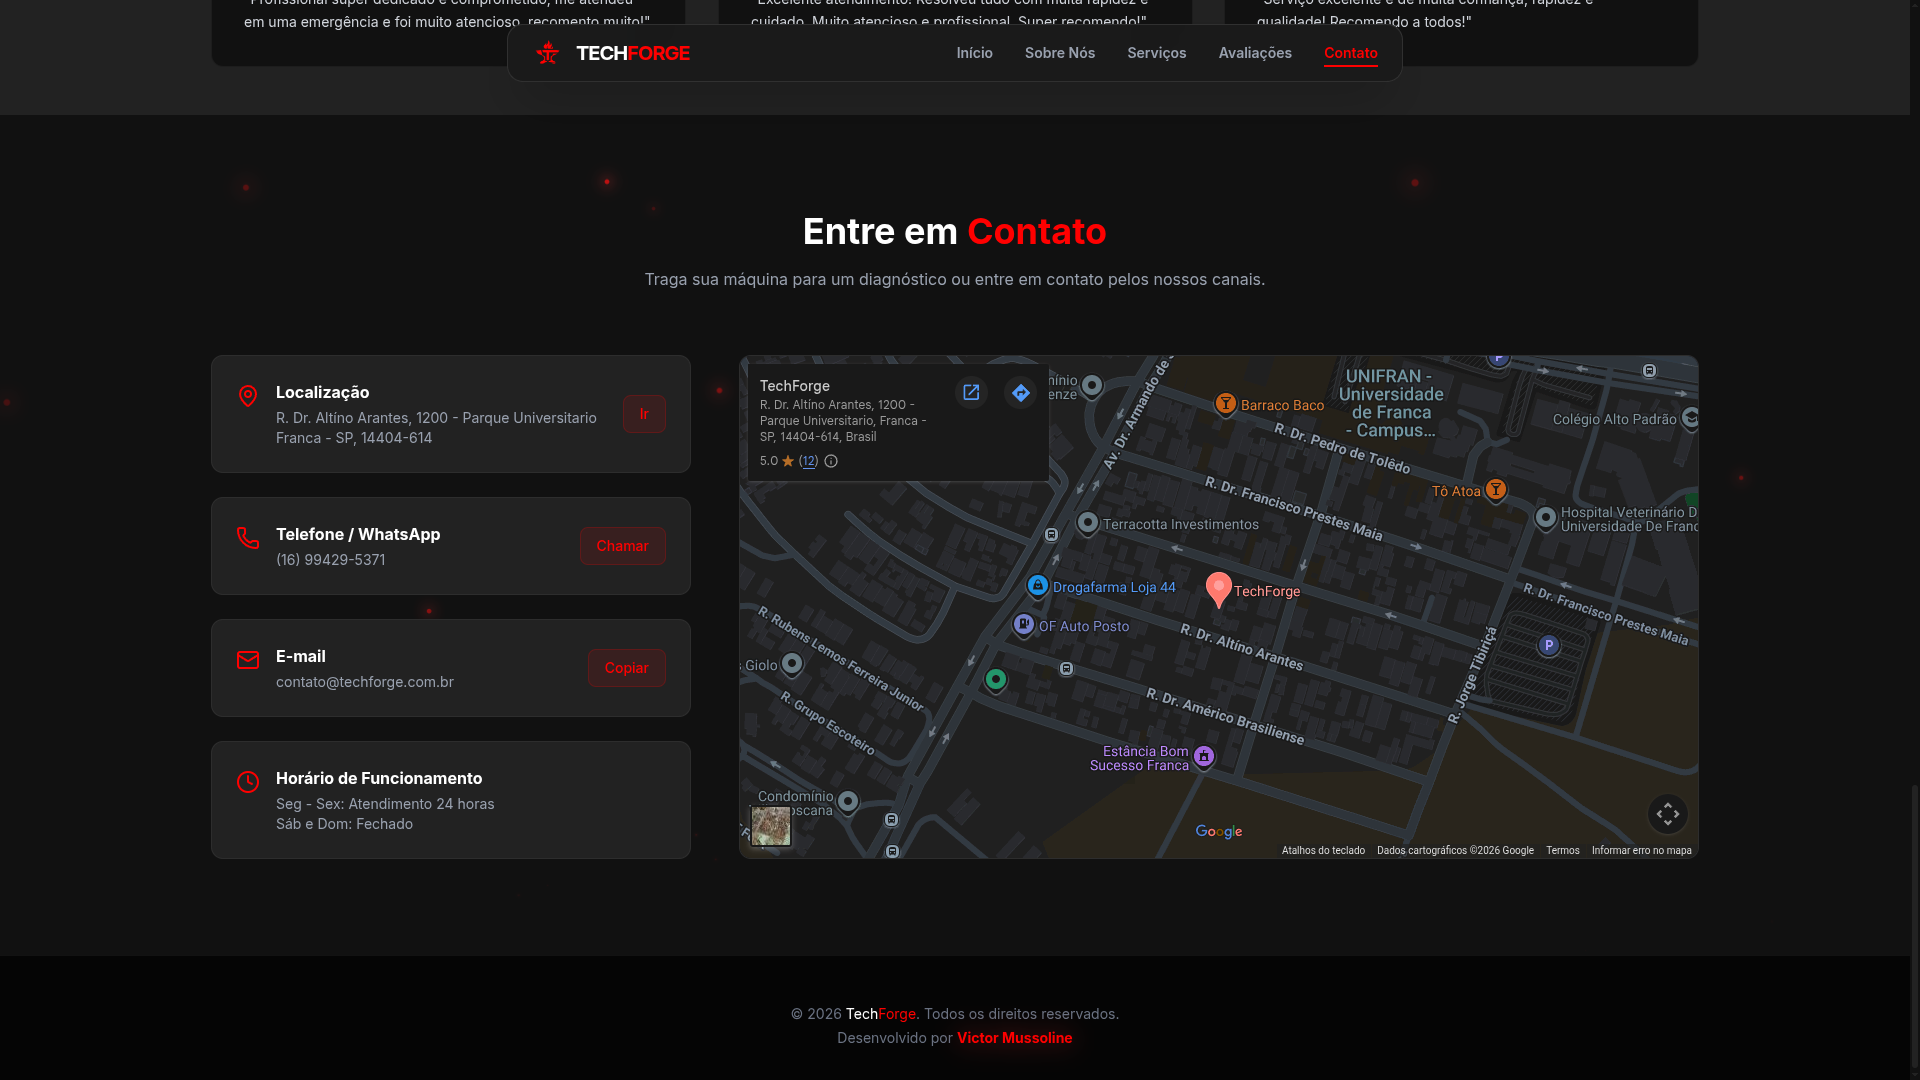 "Profissional super dedicado e comprometido, me atendeu
em uma emergência e foi muito atencioso, recomento muito!"
"Excelente atendimento! Resolveu tudo com muita rapidez e
cuidado. Muito atencioso e profissional. Super recomendo!"
"Serviço excelente e de muita confiança, rapidez e
qualidade! Recomendo a todos!"
TECHFORGE
Início
Sobre Nós
Serviços
Avaliações
Contato
Entre em Contato
Traga sua máquina para um diagnóstico ou entre em contato pelos nossos canais.
Localização
R. Dr. Altíno Arantes, 1200 - Parque Universitario
Franca - SP, 14404-614
Ir
Telefone / WhatsApp
(16) 99429-5371
Chamar
E-mail
contato@techforge.com.br
Copiar
Horário de Funcionamento
Seg - Sex: Atendimento 24 horas
Sáb e Dom: Fechado
TechForge
R. Dr. Altíno Arantes, 1200 -
Parque Universitario, Franca -
SP, 14404-614, Brasil
5.0 ★ (12)
Av. Dr. Armando de
Barraco Baco
UNIFRAN -
Universidade
de Franca
- Campus...
P
Colégio Alto Padrão
R. Dr. Pedro de Tolêdo
Tô Atoa
R. Dr. Francisco Prestes Maia
Hospital Veterinário D
Universidade De Franc
Terracotta Investimentos
Drogafarma Loja 44
TechForge
OF Auto Posto
R. Dr. Altíno Arantes
R. Dr. Francisco Prestes Maia
R. Jorge Tibiriçá
P
R. Rubens Lemos Ferreira Junior
s Giolo
R. Grupo Escoteiro
R. Dr. Américo Brasiliense
Estância Bom
Sucesso Franca
Condomínio
oscana
Google
Atalhos do teclado
Dados cartográficos ©2026 Google
Termos
Informar erro no mapa
© 2026 TechForge. Todos os direitos reservados.
Desenvolvido por Victor Mussoline